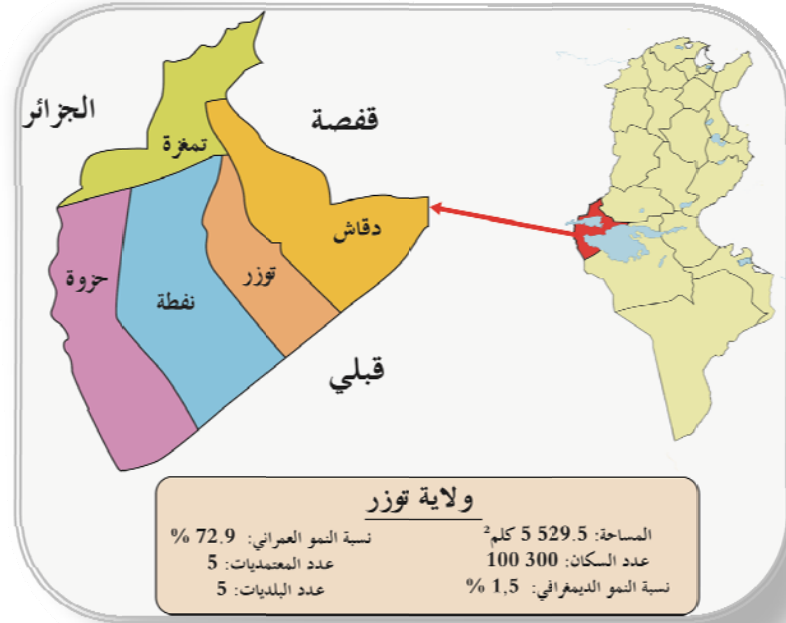 الجزائر
قفصة
تمغزة
دقاش
توزر
حزوة
نفطة
قبلي
ولاية توزر
المساحة: 5 529.5 كلم²
نسبة النمو العمراني: 72.9 %
عدد السكان: 100 300
عدد المعتمديات: 5
نسبة النمو الديمغرافي: 1,5 %
عدد البلديات: 5